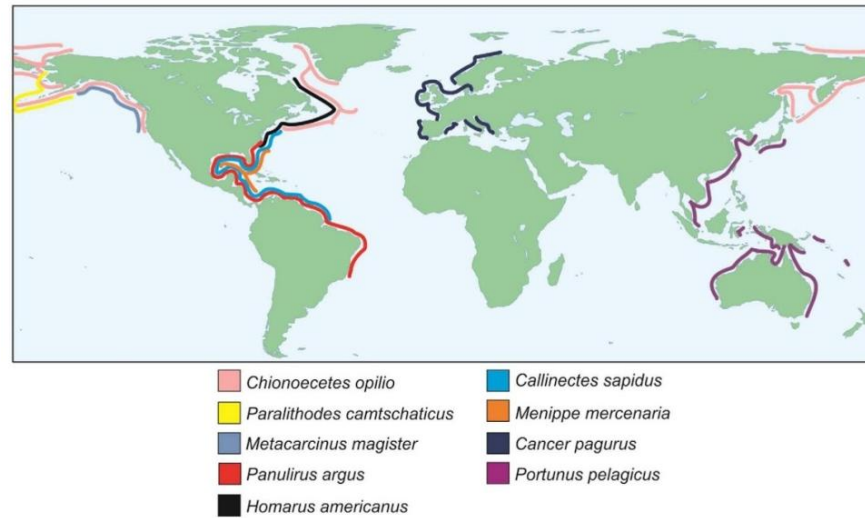 Chionoecetes opilio
Paralithodes camtschaticus
Metacarcinus magister
Panulirus argus
Homarus americanus
Callinectes sapidus
Menippe mercenaria
Cancer pagurus
Portunus pelagicus